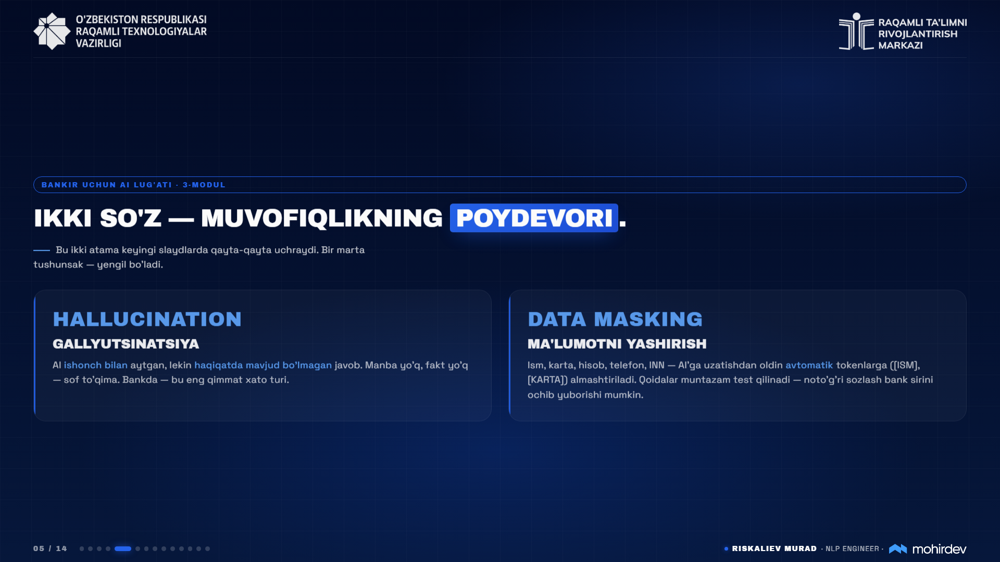 O'ZBEKISTON RESPUBLIKASI
RAQAMLI TEXNOLOGIYALAR
VAZIRLIGI
RAQAMLI TA'LIMNI
RIVOJLANTIRISH
MARKAZI
BANKIR UCHUN AI LUG'ATI · 3-MODUL
IKKI SO'Z — MUVOFIQLIKNING POYDEVORI.
— Bu ikki atama keyingi slaydlarda qayta-qayta uchraydi. Bir marta
tushunsak — yengil bo'ladi.
HALLUCINATION
GALLYUTSINATSIYA
AI ishonch bilan aytgan, lekin haqiqatda mavjud bo'lmagan javob. Manba yo'q, fakt yo'q
— sof to'qima. Bankda — bu eng qimmat xato turi.
DATA MASKING
MA'LUMOTNI YASHIRISH
Ism, karta, hisob, telefon, INN — AI'ga uzatishdan oldin avtomatik tokenlarga ([ISM],
[KARTA]) almashtiriladi. Qoidalar muntazam test qilinadi — noto'g'ri sozlash bank sirini
ochib yuborishi mumkin.
05 / 14
RISKALIEV MURAD · NLP ENGINEER · mohirdev